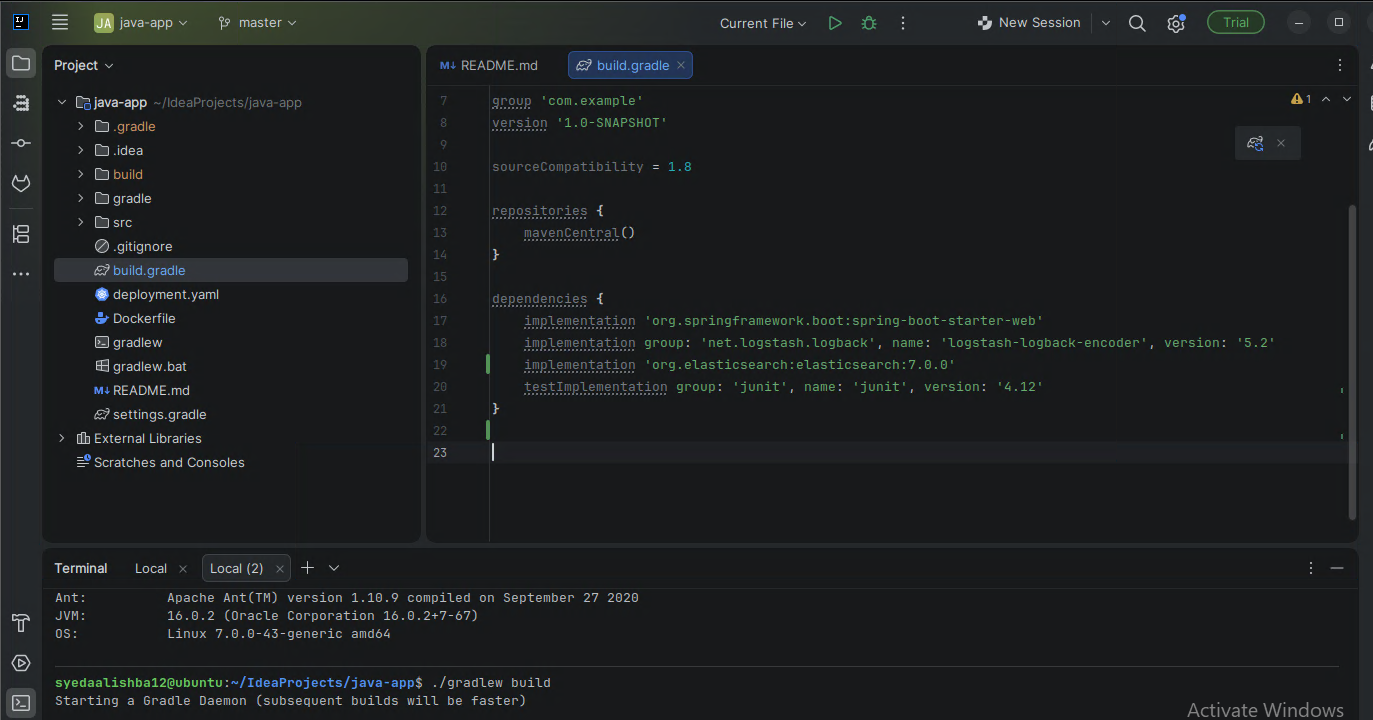 JA java-app
master
Current File
New Session
Trial
Project
java-app ~/IdeaProjects/java-app
.gradle
.idea
build
gradle
src
.gitignore
build.gradle
deployment.yaml
Dockerfile
gradlew
gradlew.bat
M↓ README.md
settings.gradle
External Libraries
Scratches and Consoles
M↓ README.md
build.gradle
1
7 group 'com.example'
8 version '1.0-SNAPSHOT'
9
10 sourceCompatibility = 1.8
11
12 repositories {
13     mavenCentral()
14 }
15
16 dependencies {
17     implementation 'org.springframework.boot:spring-boot-starter-web'
18     implementation group: 'net.logstash.logback', name: 'logstash-logback-encoder', version: '5.2'
19     implementation 'org.elasticsearch:elasticsearch:7.0.0'
20     testImplementation group: 'junit', name: 'junit', version: '4.12'
21 }
22
23
Terminal Local Local (2)
Ant: Apache Ant(TM) version 1.10.9 compiled on September 27 2020
JVM: 16.0.2 (Oracle Corporation 16.0.2+7-67)
OS: Linux 7.0.0-43-generic amd64
syedaalishba12@ubuntu:~/IdeaProjects/java-app$ ./gradlew build
Starting a Gradle Daemon (subsequent builds will be faster)
Activate Windows